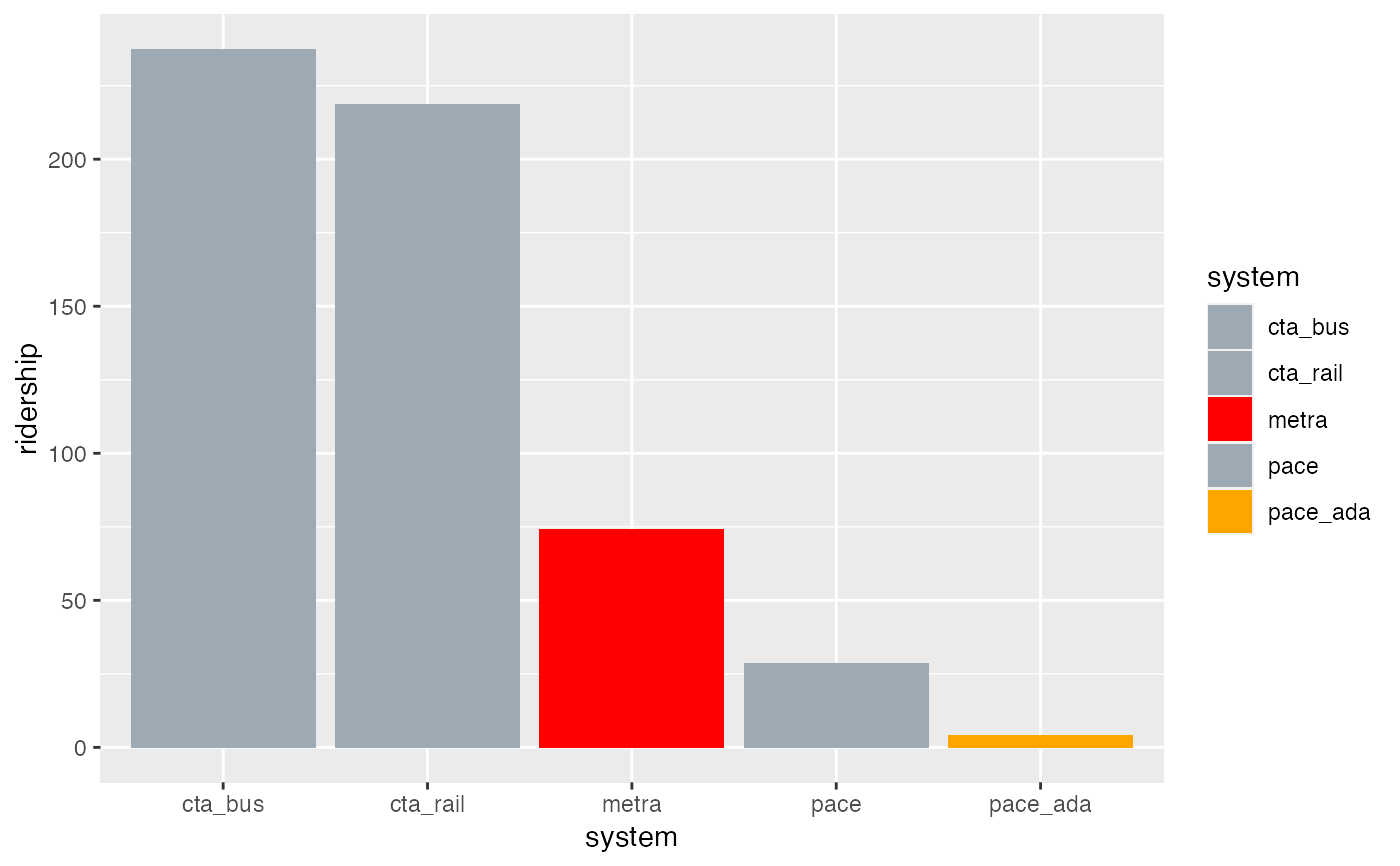 ridership
200
150
100
50
0
cta_bus
cta_rail
metra
pace
pace_ada
system
system
cta_bus
cta_rail
metra
pace
pace_ada